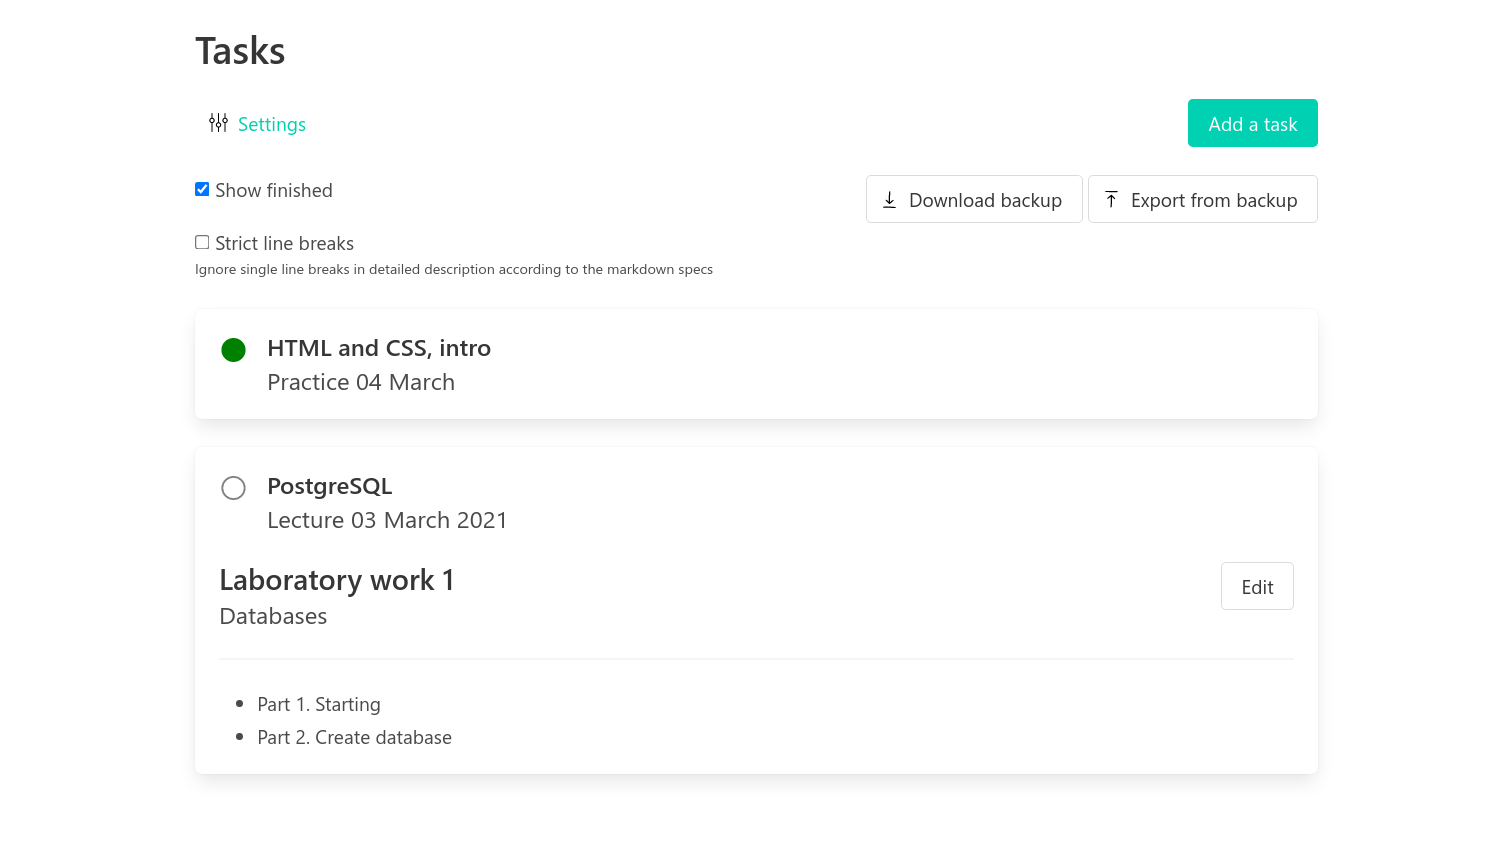 Tasks
Settings
Add a task
Show finished
Download backup
Export from backup
Strict line breaks
Ignore single line breaks in detailed description according to the markdown specs
HTML and CSS, intro
Practice 04 March
PostgreSQL
Lecture 03 March 2021
Laboratory work 1
Edit
Databases
Part 1. Starting
Part 2. Create database